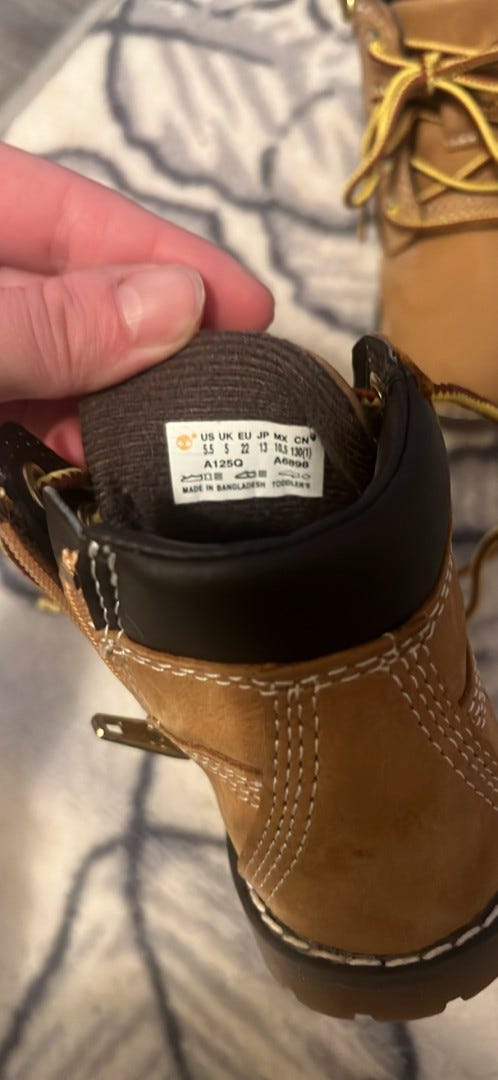 US UK EU JP MX CN
5.5 5 22 13 10.5 130(1)
A125Q A6898
MADE IN BANGLADESH TODDLER'S